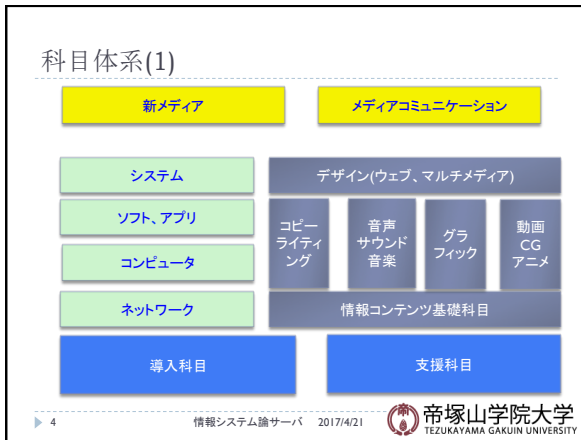 科目体系(1)
新メディア
メディアコミュニケーション
システム
デザイン(ウェブ、マルチメディア)
ソフト、アプリ
コンピュータ
コピー
ライティ
ング
音声
サウンド
音楽
グラ
フィック
動画
CG
アニメ
ネットワーク
情報コンテンツ基礎科目
導入科目
支援科目
4
情報システム論サーバ 2017/4/21
帝塚山学院大学
TEZUKAYAMA GAKUIN UNIVERSITY